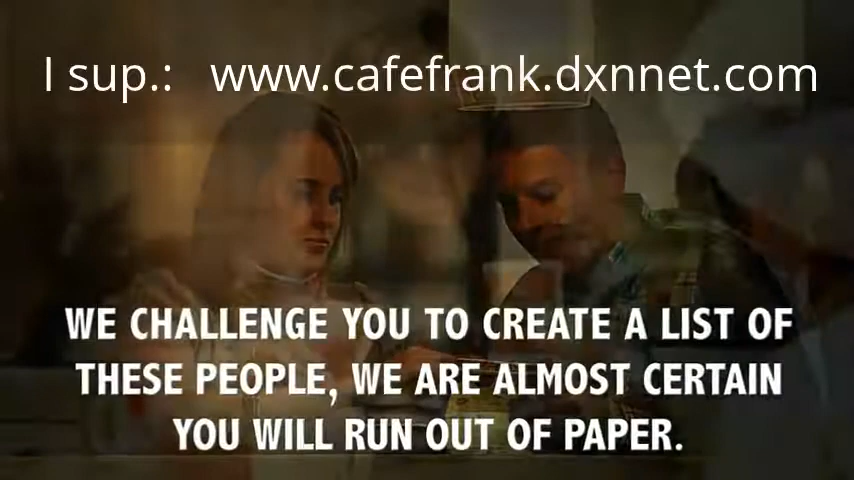 I sup.: www.cafefrank.dxnnet.com
WE CHALLENGE YOU TO CREATE A LIST OF
THESE PEOPLE, WE ARE ALMOST CERTAIN
YOU WILL RUN OUT OF PAPER.